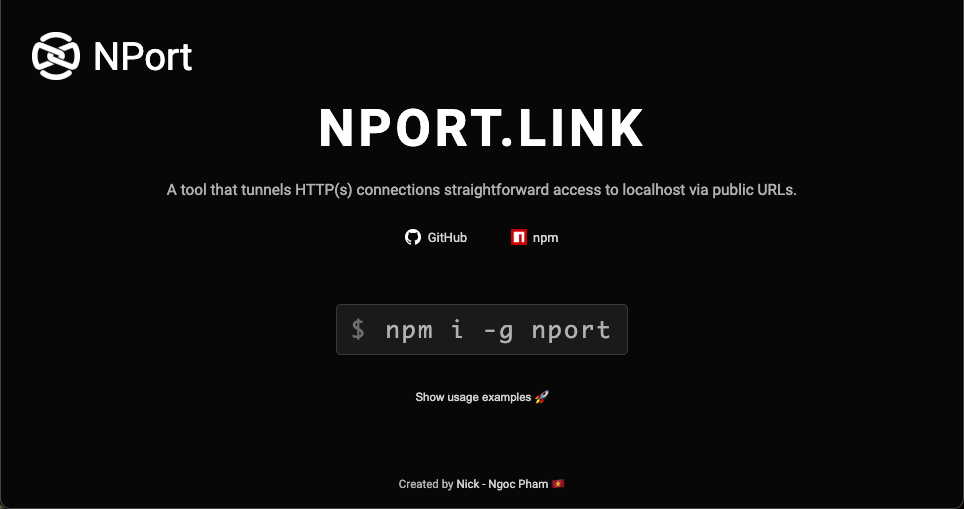 NPort
NPORT.LINK
A tool that tunnels HTTP(s) connections straightforward access to localhost via public URLs.
GitHub npm
$ npm i -g nport
Show usage examples 🚀
Created by Nick - Ngoc Pham 🇻🇳